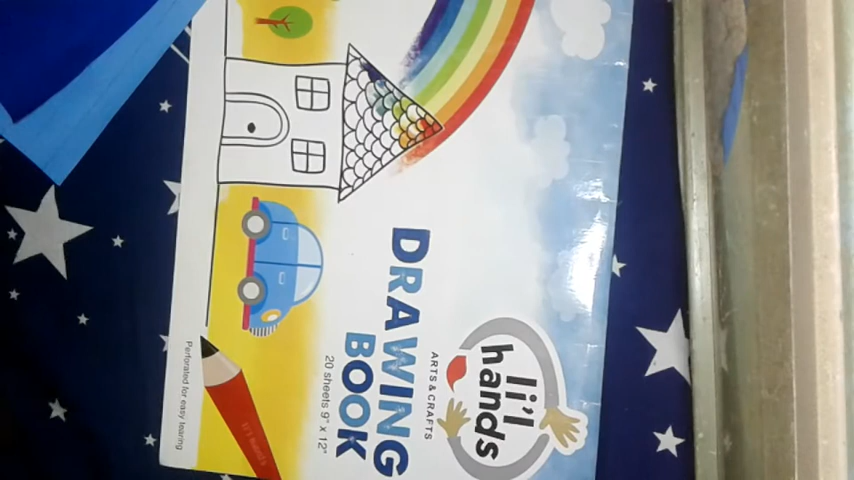 li'l
hands
ARTS & CRAFTS
DRAWING
BOOK
20 sheets 9" x 12"
Perforated for easy tearing